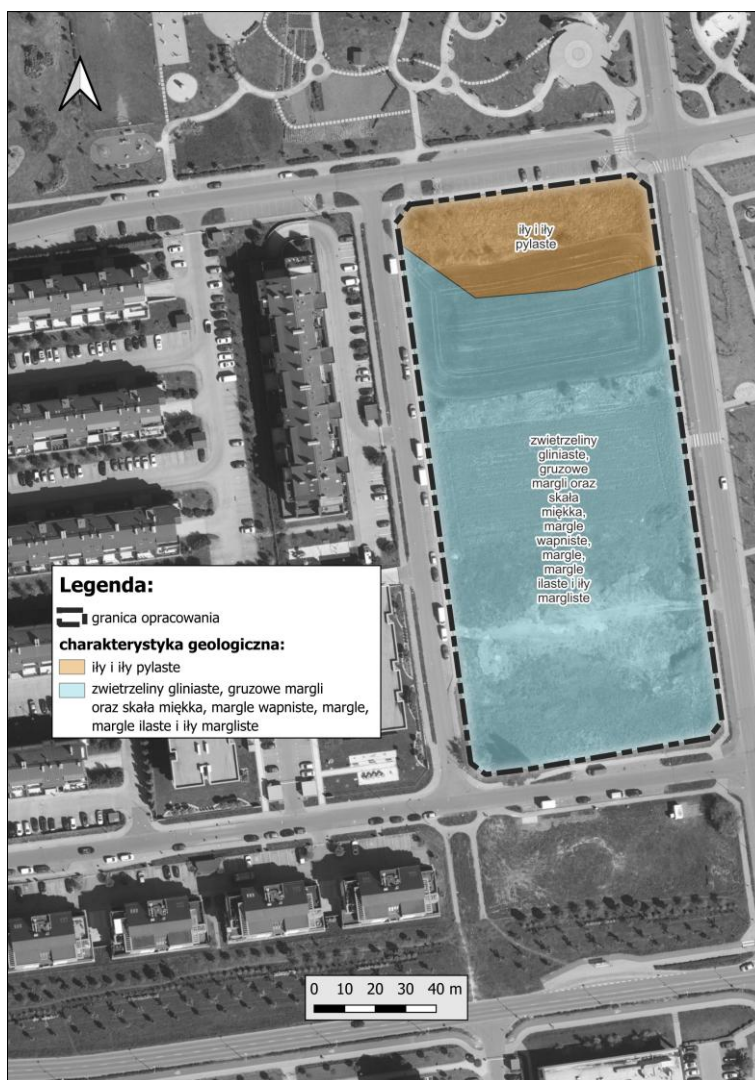 iły i iły
pylaste
zwietrzeliny
gliniaste,
gruzowe
margli oraz
skała
miękka,
margle
wapniste,
margle,
margle
ilaste i iły
margliste
Legenda:
granica opracowania
charakterystyka geologiczna:
iły i iły pylaste
zwietrzeliny gliniaste, gruzowe margli
oraz skała miękka, margle wapniste, margle,
margle ilaste i iły margliste
0 10 20 30 40 m